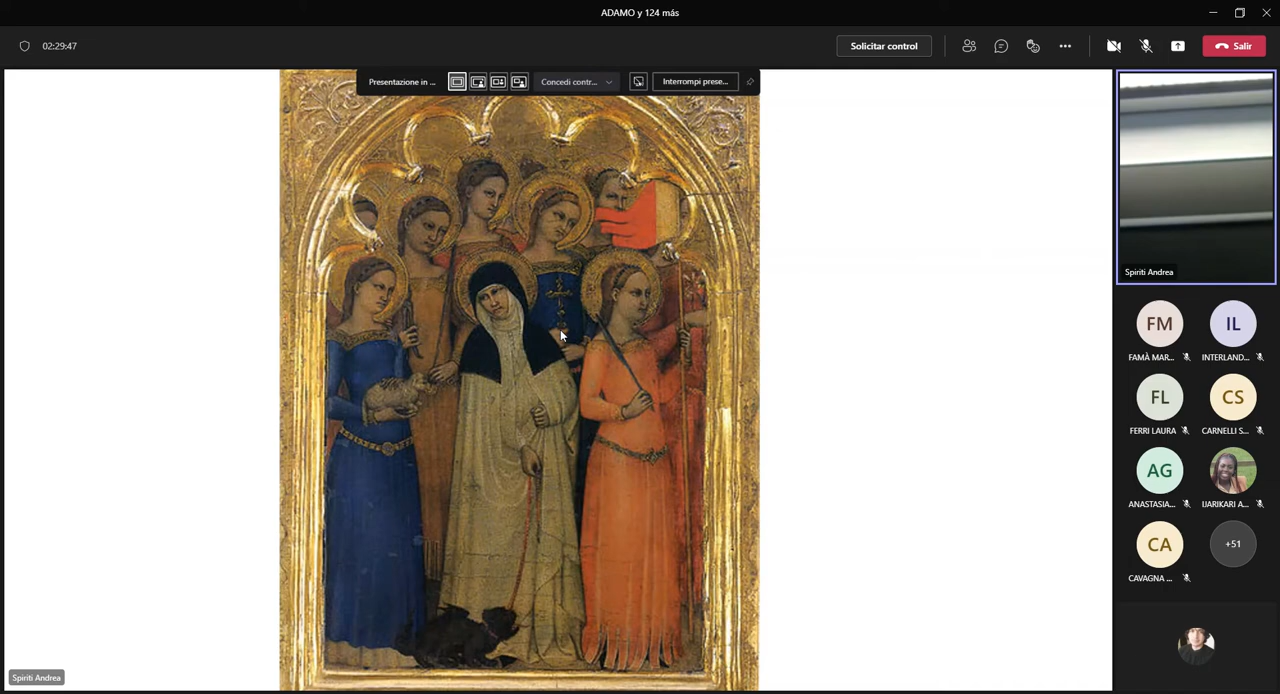 ADAMO y 124 más
02:29:47
Solicitar control
Salir
Presentazione in ...
Concedi contr...
Interrompi prese...
Spiriti Andrea
FM
IL
FAMÀ MAR...
INTERLAND...
FL
CS
FERRI LAURA
CARNELLI S...
AG
ANASTASIA...
IJARIKARI A...
CA
+51
CAVAGNA ...
Spiriti Andrea